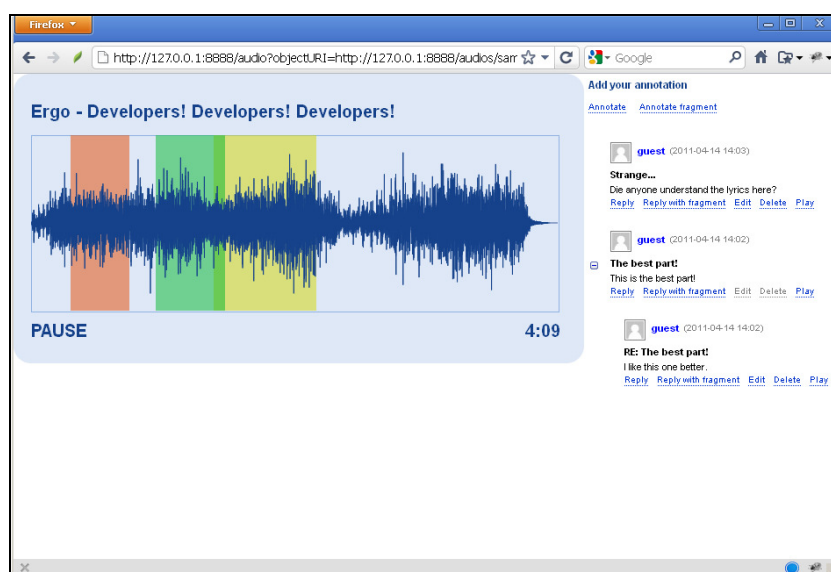 Firefox
http://127.0.0.1:8888/audio?objectURI=http://127.0.0.1:8888/audios/sam
Google
Ergo - Developers! Developers! Developers!
PAUSE
4:09
Add your annotation
Annotate Annotate fragment
guest (2011-04-14 14:03)
Strange...
Die anyone understand the lyrics here?
Reply Reply with fragment Edit Delete Play
guest (2011-04-14 14:02)
The best part!
This is the best part!
Reply Reply with fragment Edit Delete Play
guest (2011-04-14 14:02)
RE: The best part!
I like this one better.
Reply Reply with fragment Edit Delete Play